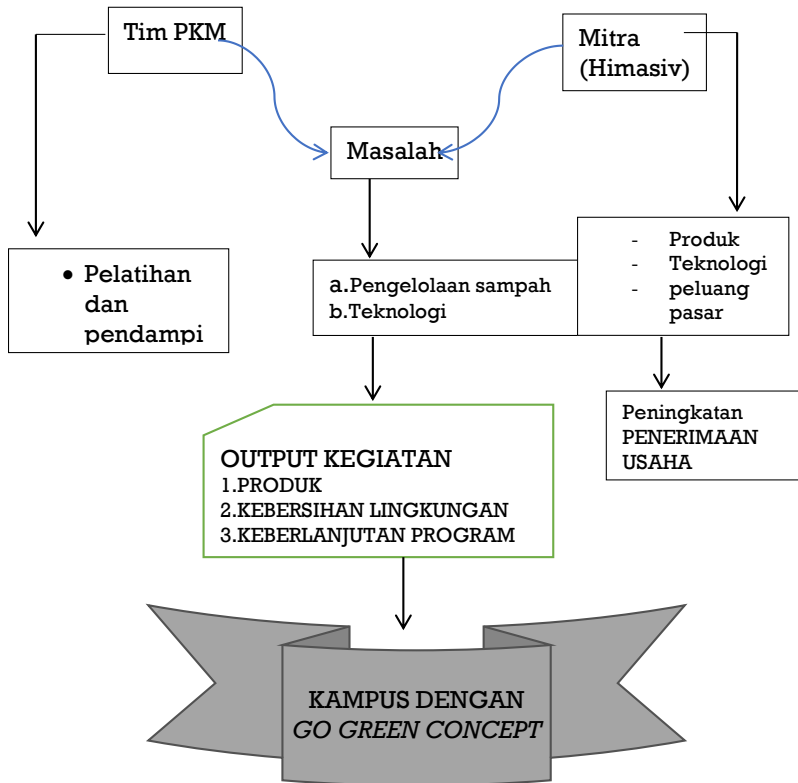 Tim PKM
Mitra
(Himasiv)
Masalah
• Pelatihan
dan
pendampi
a.Pengelolaan sampah
b.Teknologi
- Produk
- Teknologi
- peluang
pasar
Peningkatan
PENERIMAAN
USAHA
OUTPUT KEGIATAN
1.PRODUK
2.KEBERSIHAN LINGKUNGAN
3.KEBERLANJUTAN PROGRAM
KAMPUS DENGAN
GO GREEN CONCEPT